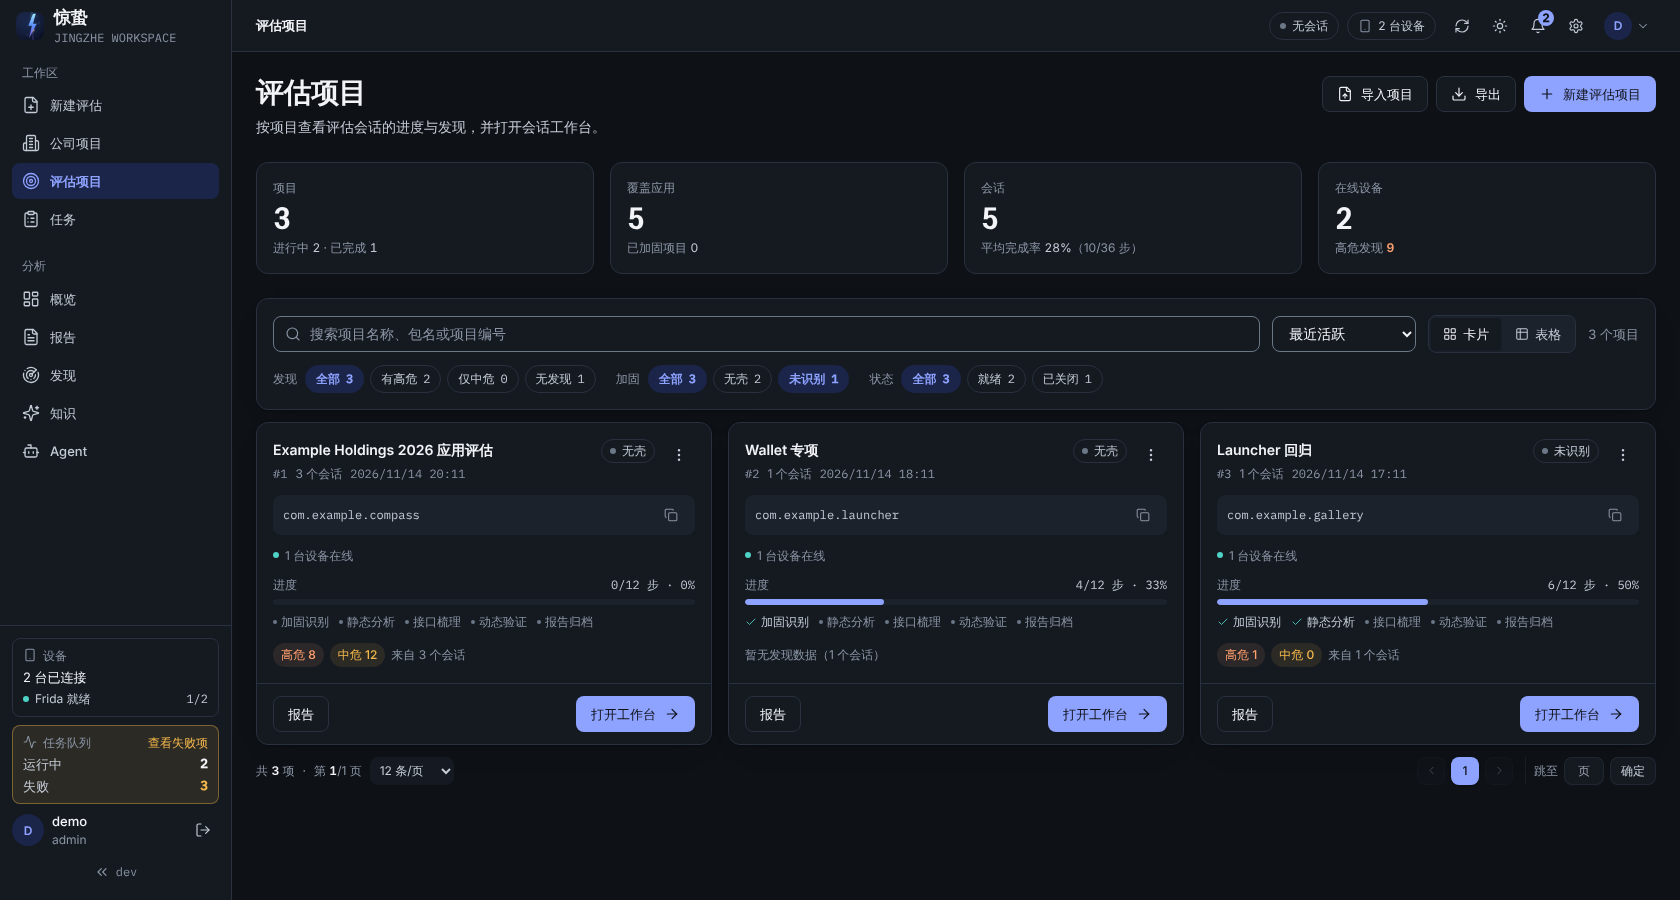 惊蛰
JINGZHE WORKSPACE
工作区
新建评估
公司项目
评估项目
任务
分析
概览
报告
发现
知识
Agent
设备
2 台已连接
Frida 就绪 1/2
任务队列 查看失败项
运行中 2
失败 3
D demo
admin
dev
评估项目
无会话 2 台设备 2 D
评估项目
按项目查看评估会话的进度与发现，并打开会话工作台。
导入项目 导出 新建评估项目
项目
3
进行中 2 · 已完成 1
覆盖应用
5
已加固项目 0
会话
5
平均完成率 28%（10/36 步）
在线设备
2
高危发现 9
搜索项目名称、包名或项目编号 最近活跃 卡片 表格 3 个项目
发现 全部 3 有高危 2 仅中危 0 无发现 1 加固 全部 3 无壳 2 未识别 1 状态 全部 3 就绪 2 已关闭 1
Example Holdings 2026 应用评估 无壳
#1 3 个会话 2026/11/14 20:11
com.example.compass
1 台设备在线
进度 0/12 步 · 0%
加固识别 静态分析 接口梳理 动态验证 报告归档
高危 8 中危 12 来自 3 个会话
报告 打开工作台
Wallet 专项 无壳
#2 1 个会话 2026/11/14 18:11
com.example.launcher
1 台设备在线
进度 4/12 步 · 33%
加固识别 静态分析 接口梳理 动态验证 报告归档
暂无发现数据（1 个会话）
报告 打开工作台
Launcher 回归 未识别
#3 1 个会话 2026/11/14 17:11
com.example.gallery
1 台设备在线
进度 6/12 步 · 50%
加固识别 静态分析 接口梳理 动态验证 报告归档
高危 1 中危 0 来自 1 个会话
报告 打开工作台
共 3 项 · 第 1/1 页 12 条/页
1 跳至 页 确定